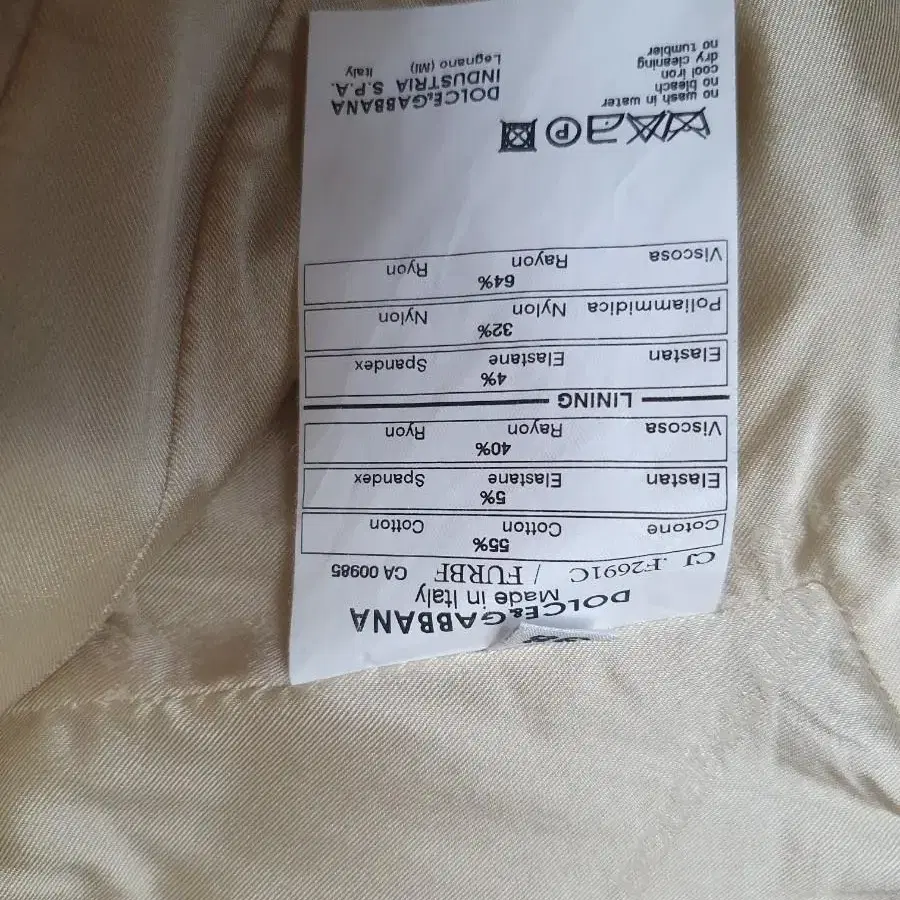 DOLCE&GABBANA
Made in Italy
CJ F2691C / FURBF CA 00985
55%
Cotone Cotton Cotton
5%
Elastan Elastane Spandex
40%
Viscosa Rayon Ryon
LINING
4%
Elastan Elastane Spandex
32%
Poliammidica Nylon Nylon
64%
Viscosa Rayon Ryon
P
no wash in water
no bleach
cool iron
dry cleaning
no tumbler
DOLCE&GABBANA
INDUSTRIA S.P.A.
Legnano (MI) Italy